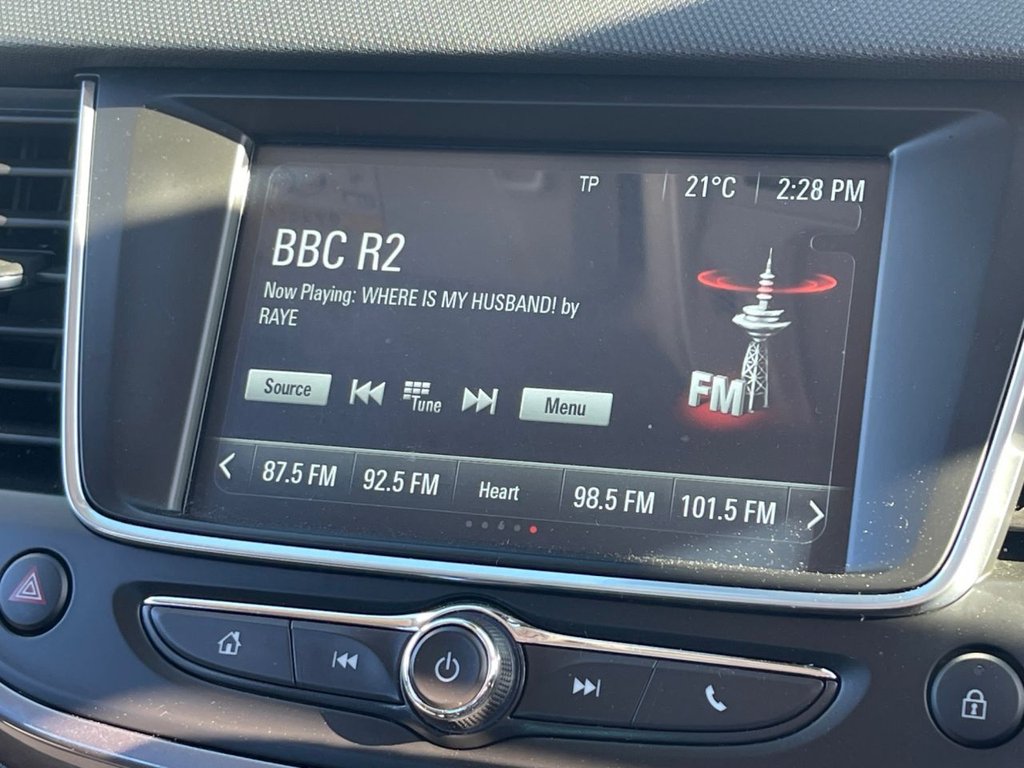 TP 21°C 2:28 PM
BBC R2
Now Playing: WHERE IS MY HUSBAND! by
RAYE
FM
Source Tune Menu
87.5 FM 92.5 FM Heart 98.5 FM 101.5 FM